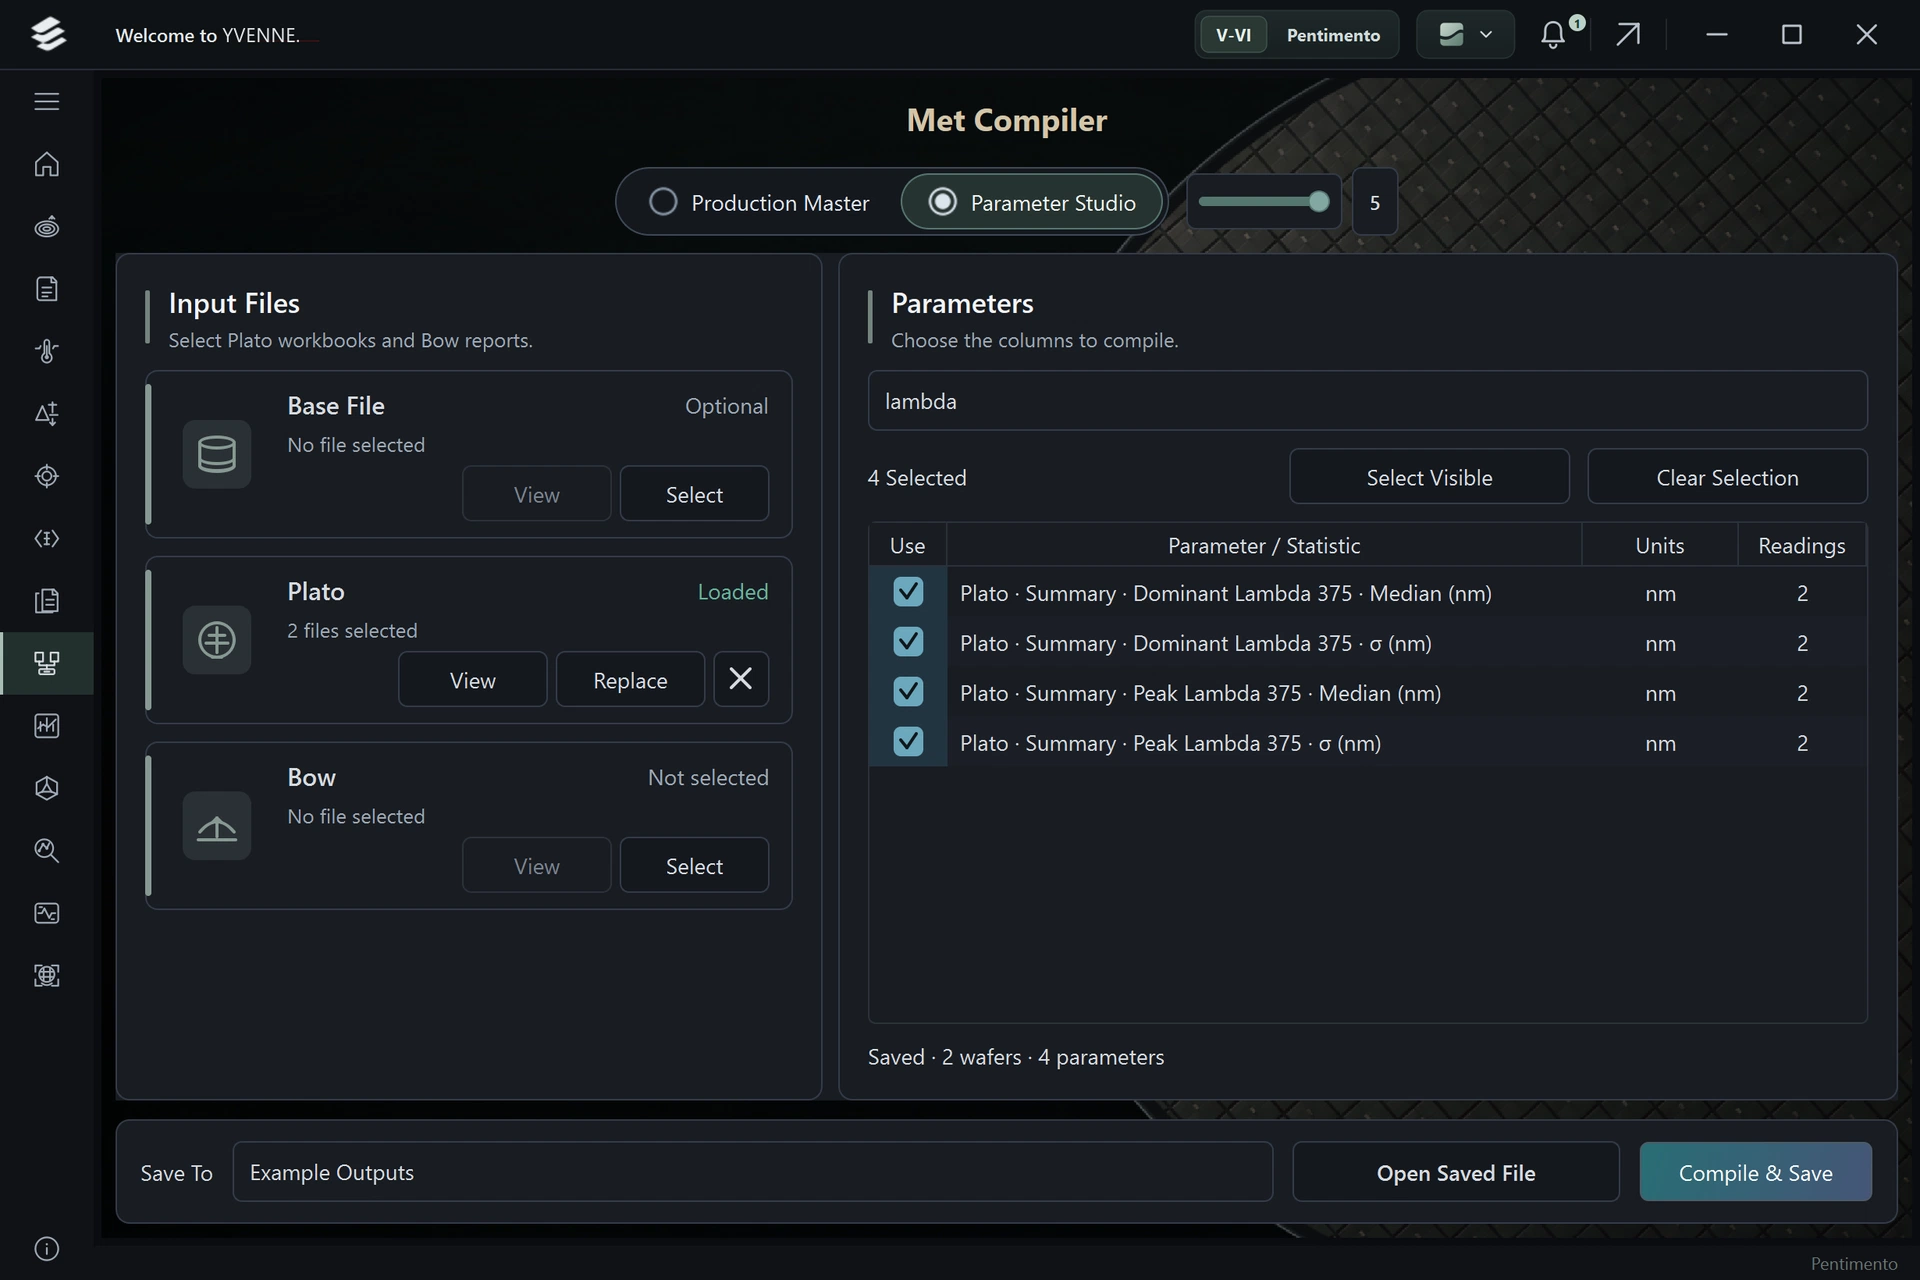 Welcome to YVENNE.
V-VI Pentimento
1
Met Compiler
Production Master
Parameter Studio
5
Input Files
Select Plato workbooks and Bow reports.
Base File
Optional
No file selected
View
Select
Plato
Loaded
2 files selected
View
Replace
Bow
Not selected
No file selected
View
Select
Parameters
Choose the columns to compile.
lambda
4 Selected
Select Visible
Clear Selection
Use Parameter / Statistic Units Readings
Plato · Summary · Dominant Lambda 375 · Median (nm) nm 2
Plato · Summary · Dominant Lambda 375 · σ (nm) nm 2
Plato · Summary · Peak Lambda 375 · Median (nm) nm 2
Plato · Summary · Peak Lambda 375 · σ (nm) nm 2
Saved · 2 wafers · 4 parameters
Save To
Example Outputs
Open Saved File
Compile & Save
Pentimento